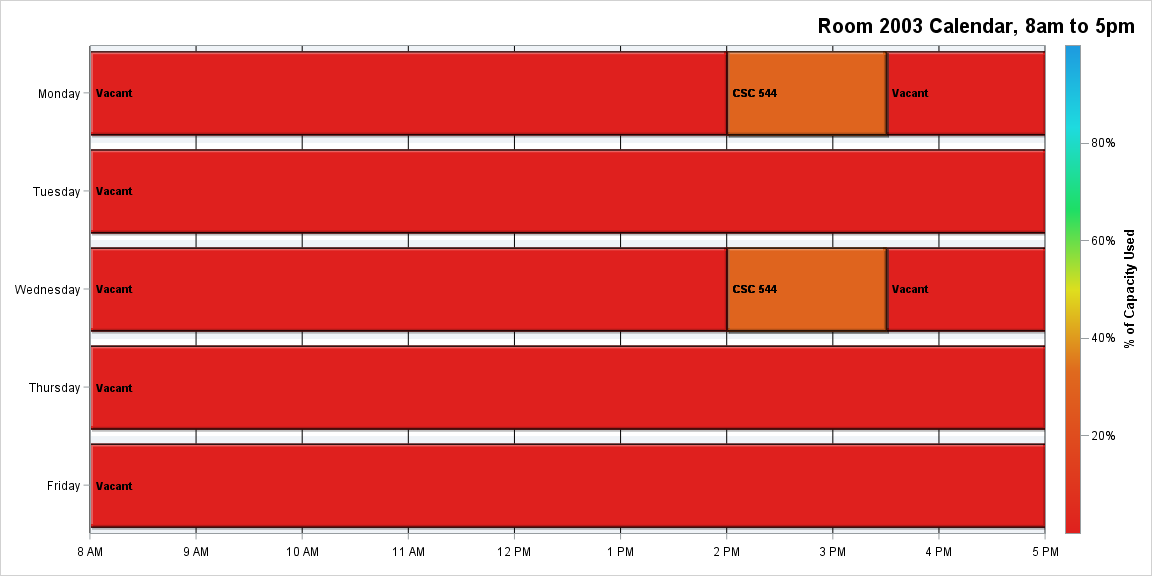 Room 2003 Calendar, 8am to 5pm
Monday Vacant CSC 544 Vacant
Tuesday Vacant
Wednesday Vacant CSC 544 Vacant
Thursday Vacant
Friday Vacant
8 AM 9 AM 10 AM 11 AM 12 PM 1 PM 2 PM 3 PM 4 PM 5 PM
80%
60%
40%
20%
% of Capacity Used